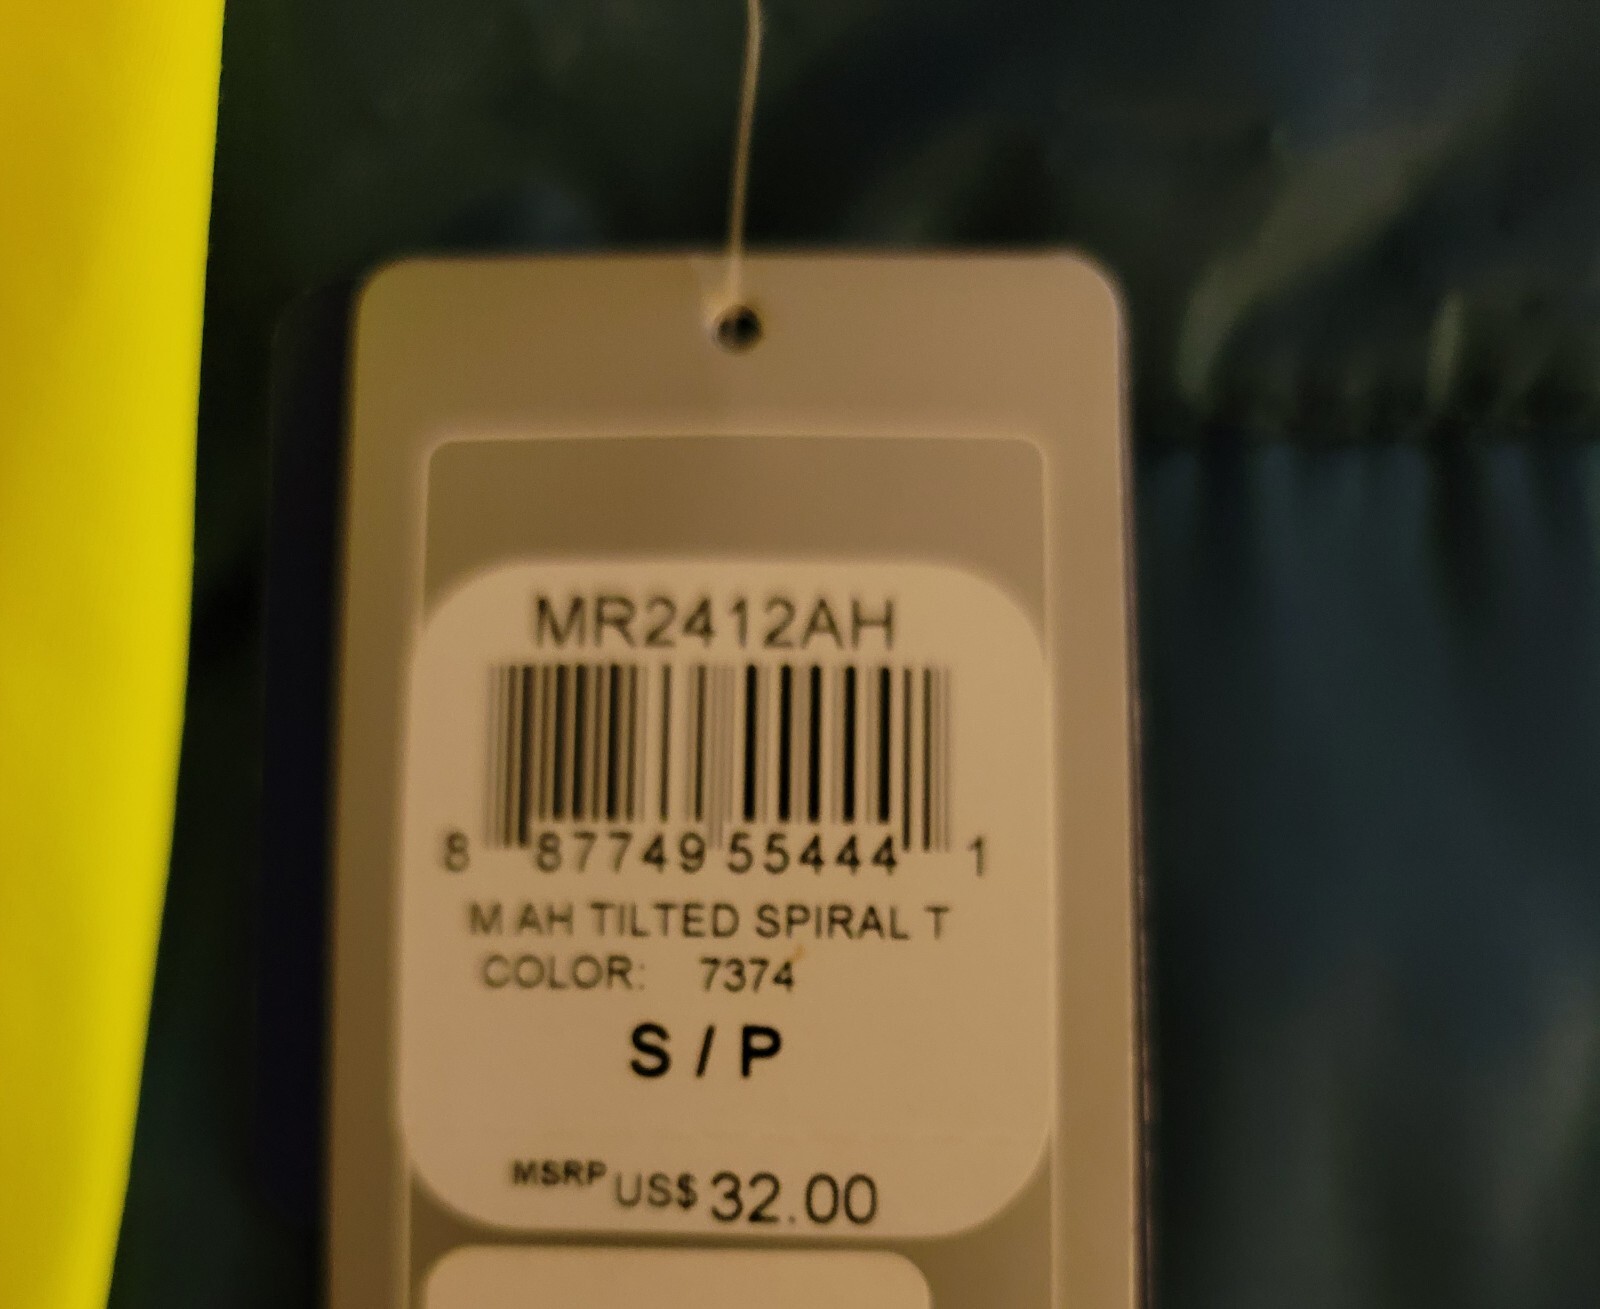 MR2412AH
8 87749 55444 1
M AH TILTED SPIRAL T
COLOR: 7374
S / P
MSRP US$ 32.00